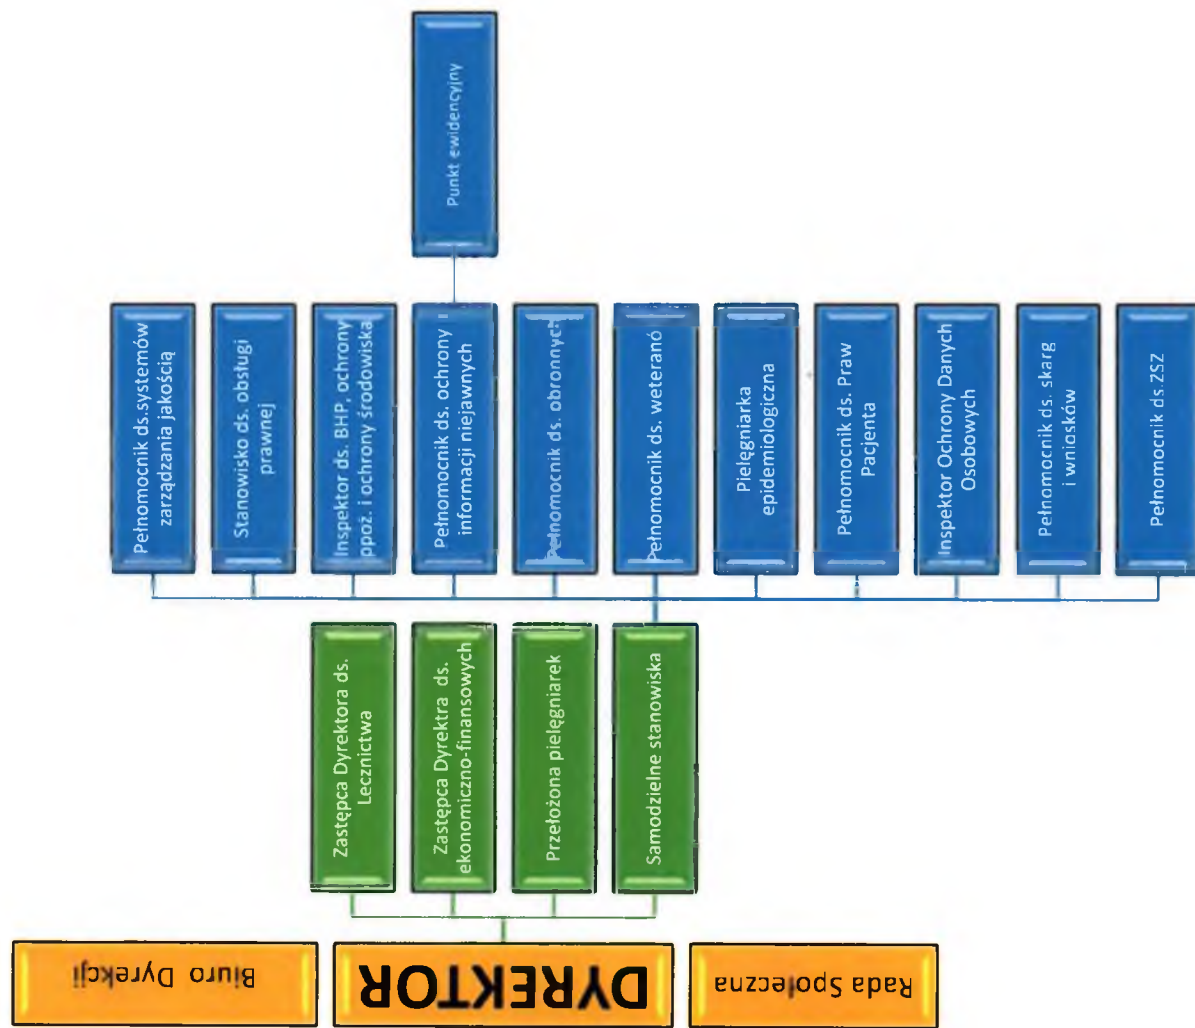 Biuro Dyrekcji
DYREKTOR
Rada Społeczna
Zastępca Dyrektora ds.
Lecznictwa
Zastępca Dyrektra ds.
ekonomiczno-finansowych
Przełożona pielęgniarek
Samodzielne stanowiska
Pełnomocnik ds.systemów
zarządzania jakością
Stanowisko ds. obsługi
prawnej
Inspektor ds. BHP, ochrony
ppoż. i ochrony środowiska
Pełnomocnik ds. ochrony
informacji niejawnych
Pełnomocnik ds. obronnych
Pełnomocnik ds. weteranó
Pielęgniarka
epidemiologiczna
Pełnomocnik ds. Praw
Pacjenta
Inspektor Ochrony Danych
Osobowych
Pełnomocnik ds. skarg
i wniosków
Pełnomocnik ds ZSZ
Punkt ewidencyjny